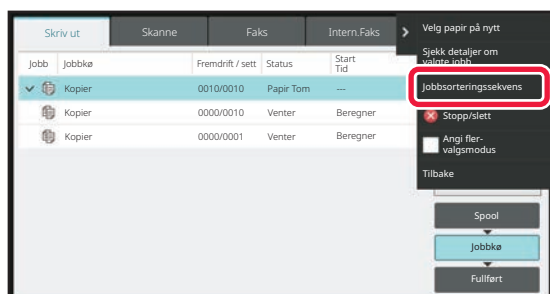 Skriv ut
Skanne
Faks
Intern.Faks
Jobb
Jobbkø
Fremdrift / sett
Status
Start
Tid
Kopier
0010/0010
Papir Tom
---
Kopier
0000/0010
Venter
Beregner
Kopier
0000/0001
Venter
Beregner
Velg papir på nytt
Sjekk detaljer om
valgte jobb
Jobbsorteringssekvens
Stopp/slett
Angi fler-
valgsmodus
Tilbake
Spool
Jobbkø
Fullført